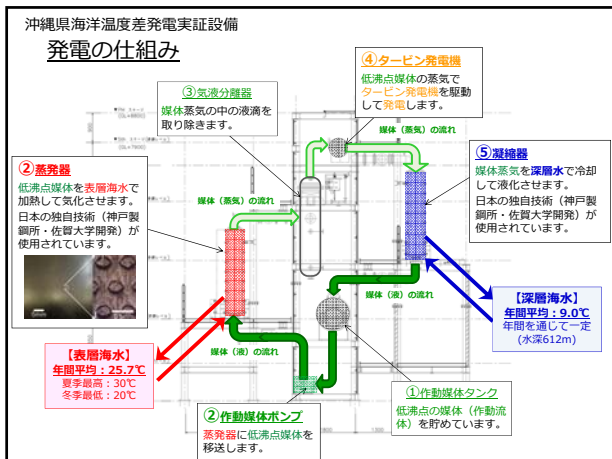 沖縄県海洋温度差発電実証設備
発電の仕組み
④タービン発電機
低沸点媒体の蒸気で
タービン発電機を駆動
して発電します。
③気液分離器
媒体蒸気の中の液滴を
取り除きます。
媒体（蒸気）の流れ
⑤凝縮器
媒体蒸気を深層水で冷却
して液化させます。
日本の独自技術（神戸製
鋼所・佐賀大学開発）が
使用されています。
②蒸発器
低沸点媒体を表層海水で
加熱して気化させます。
日本の独自技術（神戸製
鋼所・佐賀大学開発）が
使用されています。
媒体（蒸気）の流れ
媒体（液）の流れ
【深層海水】
年間平均：9.0℃
年間を通じて一定
(水深612m)
【表層海水】
年間平均：25.7℃
夏季最高：30℃
冬季最低：20℃
媒体（液）の流れ
①作動媒体タンク
低沸点の媒体（作動流
体）を貯めています。
②作動媒体ポンプ
蒸発器に低沸点媒体を
移送します。